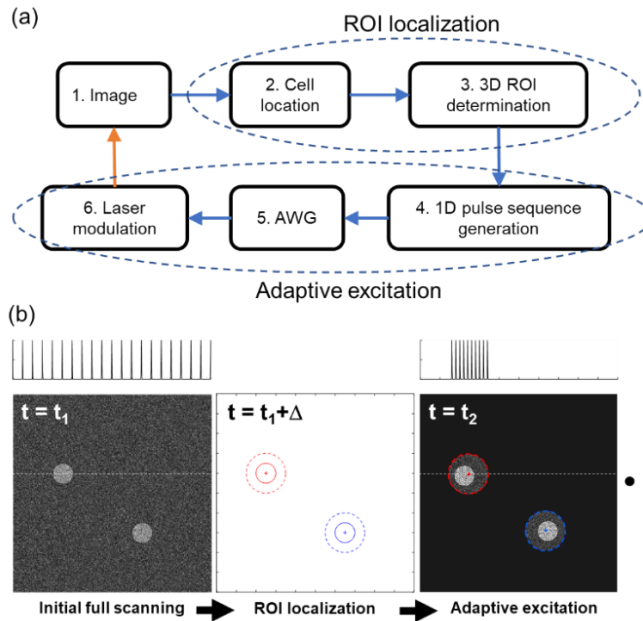 (a)
ROI localization
1. Image
2. Cell
location
3. 3D ROI
determination
6. Laser
modulation
5. AWG
4. 1D pulse sequence
generation
Adaptive excitation
(b)
t = t₁
t = t₁+Δ
t = t₂
Initial full scanning
ROI localization
Adaptive excitation